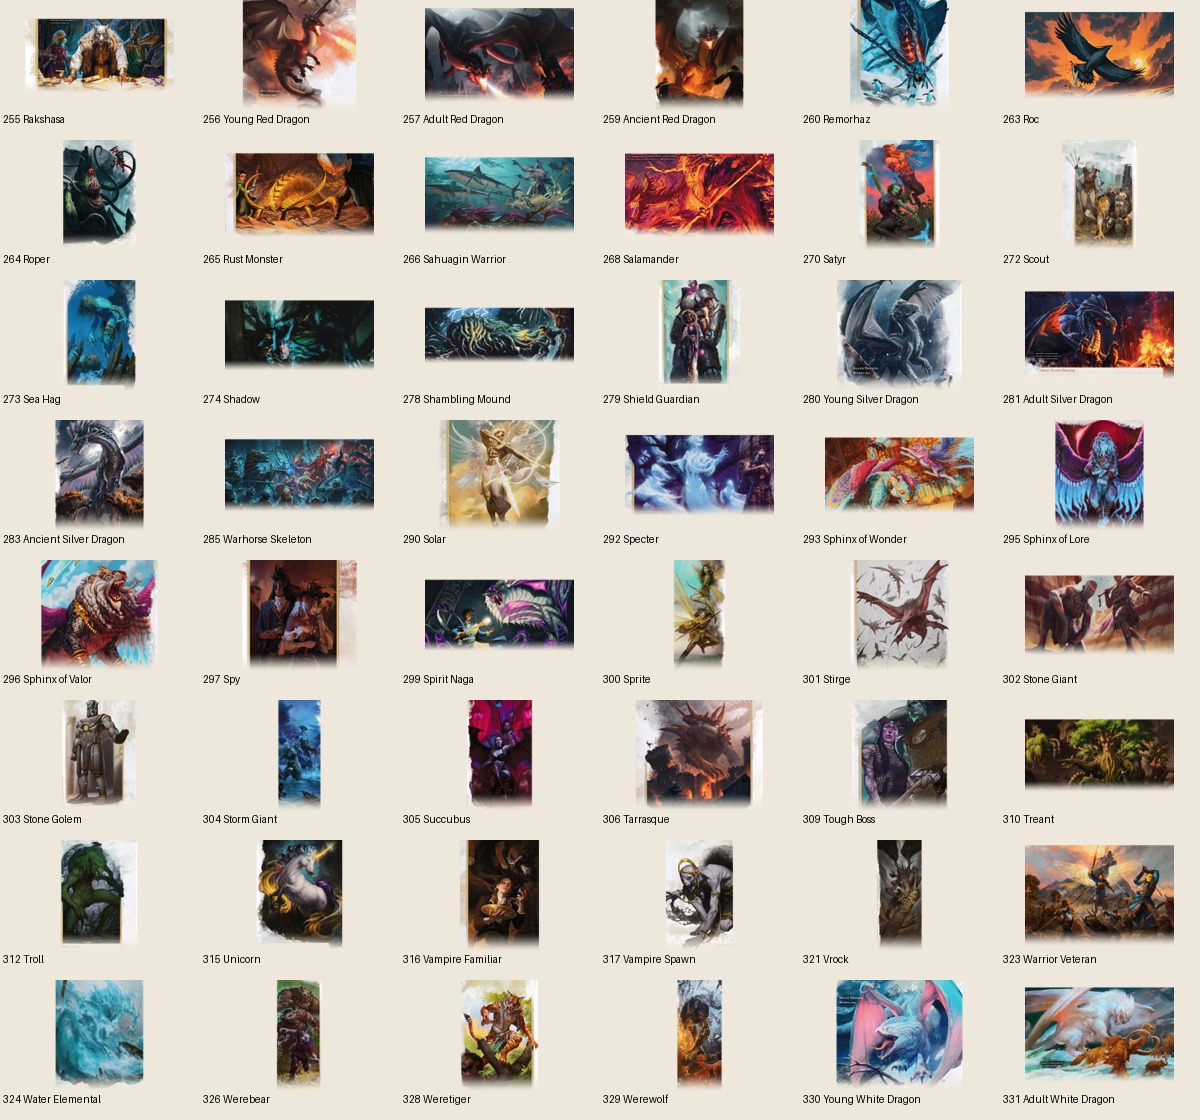 255 Rakshasa
256 Young Red Dragon
257 Adult Red Dragon
259 Ancient Red Dragon
260 Remorhaz
263 Roc
264 Roper
265 Rust Monster
266 Sahuagin Warrior
268 Salamander
270 Satyr
272 Scout
273 Sea Hag
274 Shadow
278 Shambling Mound
279 Shield Guardian
280 Young Silver Dragon
281 Adult Silver Dragon
283 Ancient Silver Dragon
285 Warhorse Skeleton
290 Solar
292 Specter
293 Sphinx of Wonder
295 Sphinx of Lore
296 Sphinx of Valor
297 Spy
299 Spirit Naga
300 Sprite
301 Stirge
302 Stone Giant
303 Stone Golem
304 Storm Giant
305 Succubus
306 Tarrasque
309 Tough Boss
310 Treant
312 Troll
315 Unicorn
316 Vampire Familiar
317 Vampire Spawn
321 Vrock
323 Warrior Veteran
324 Water Elemental
326 Werebear
328 Weretiger
329 Werewolf
330 Young White Dragon
331 Adult White Dragon